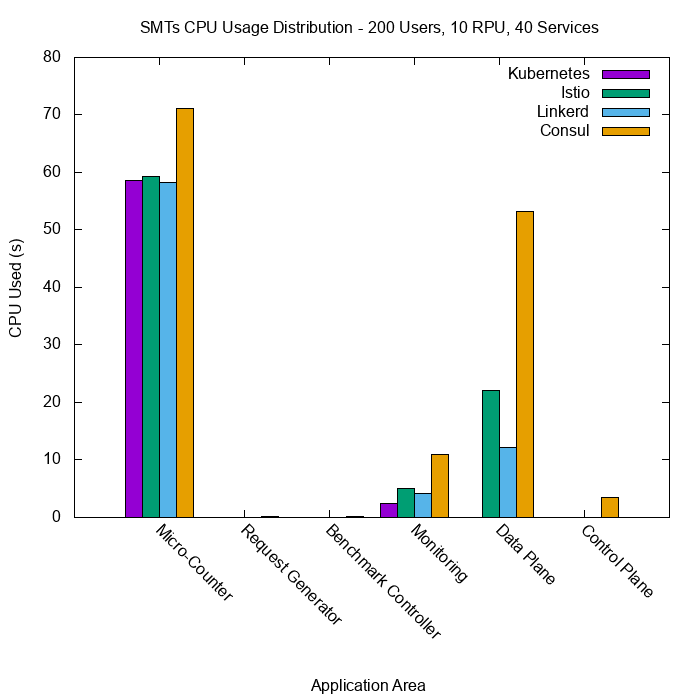 SMTs CPU Usage Distribution - 200 Users, 10 RPU, 40 Services
Kubernetes
Istio
Linkerd
Consul
CPU Used (s)
80
70
60
50
40
30
20
10
0
Micro-Counter
Request Generator
Benchmark Controller
Monitoring
Data Plane
Control Plane
Application Area